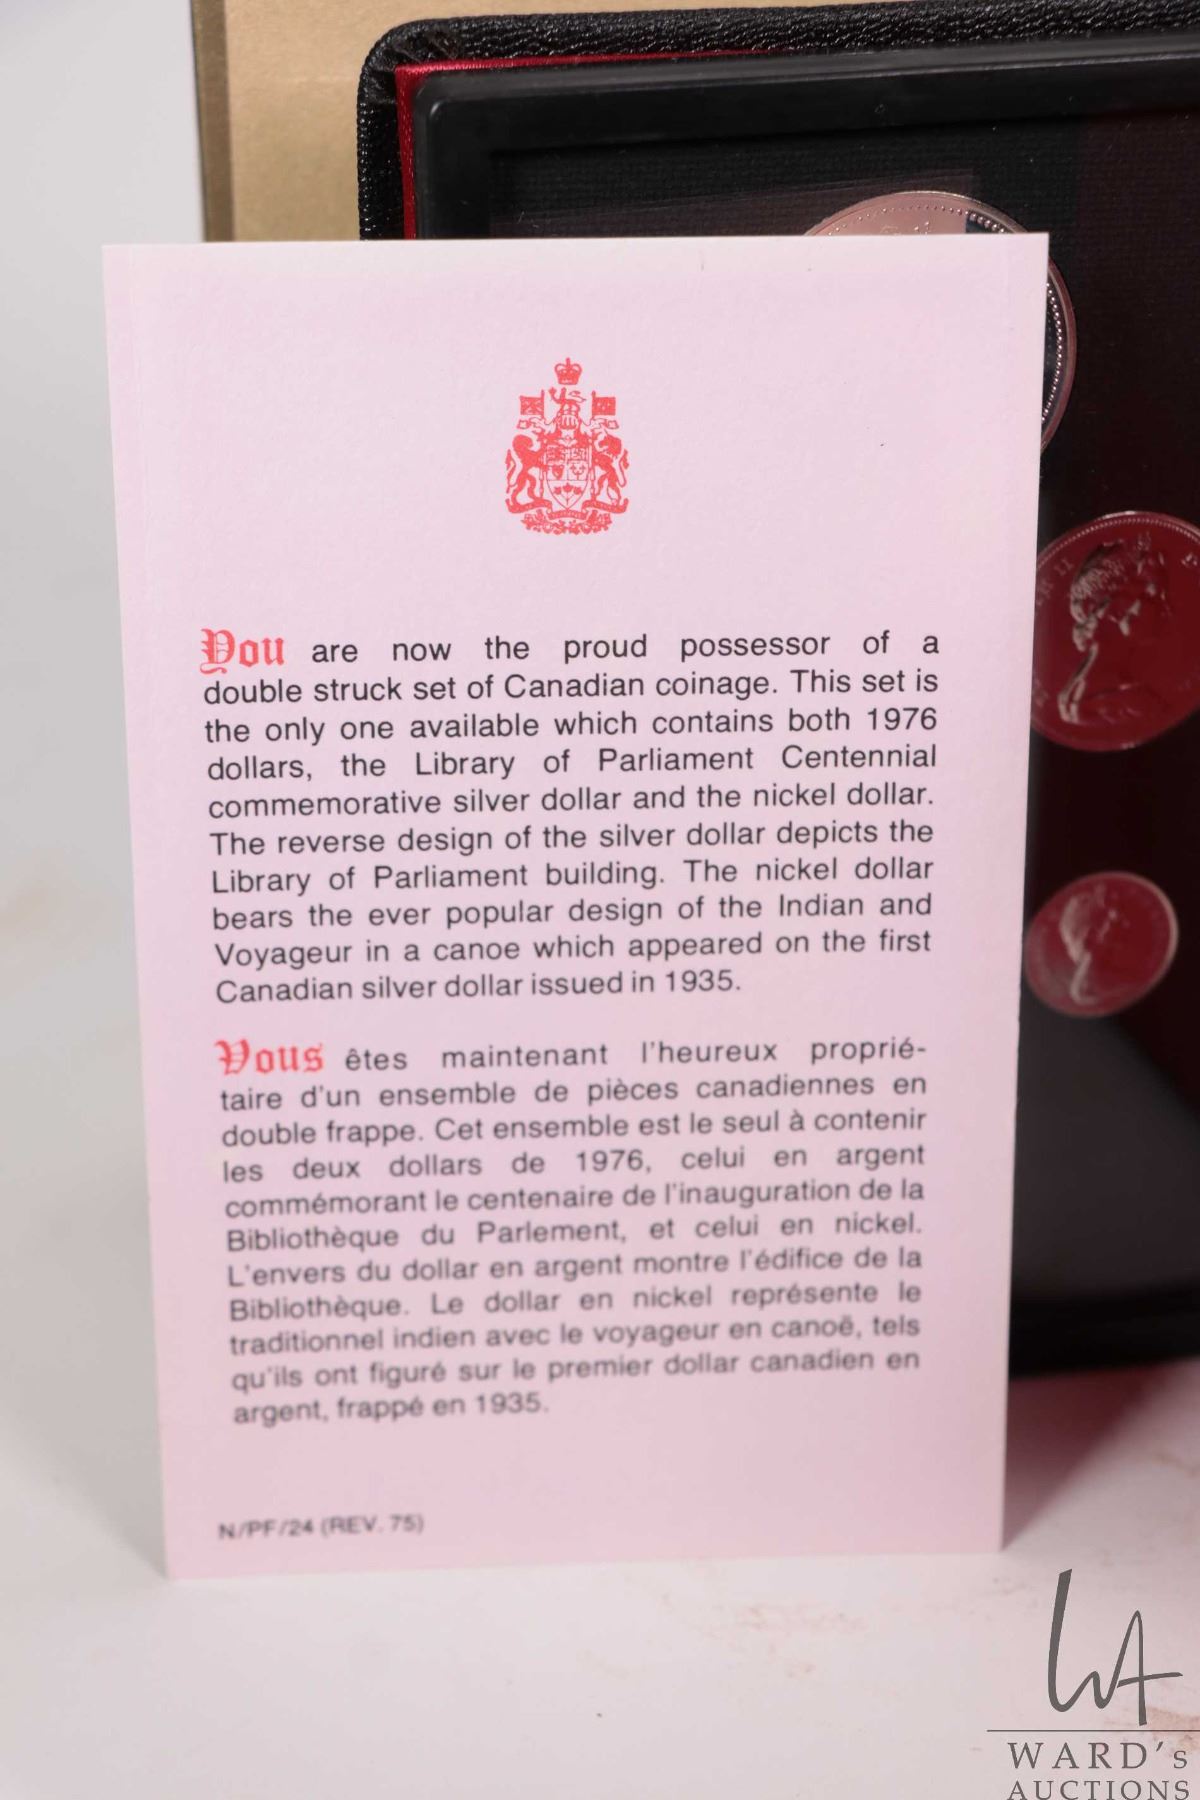 You are now the proud possessor of a
double struck set of Canadian coinage. This set is
the only one available which contains both 1976
dollars, the Library of Parliament Centennial
commemorative silver dollar and the nickel dollar.
The reverse design of the silver dollar depicts the
Library of Parliament building. The nickel dollar
bears the ever popular design of the Indian and
Voyageur in a canoe which appeared on the first
Canadian silver dollar issued in 1935.
Vous êtes maintenant l'heureux proprié-
taire d'un ensemble de pièces canadiennes en
double frappe. Cet ensemble est le seul à contenir
les deux dollars de 1976, celui en argent
commémorant le centenaire de l'inauguration de la
Bibliothèque du Parlement, et celui en nickel.
L'envers du dollar en argent montre l'édifice de la
Bibliothèque. Le dollar en nickel représente le
traditionnel indien avec le voyageur en canoë, tels
qu'ils ont figuré sur le premier dollar canadien en
argent, frappé en 1935.
N/PF/24 (REV. 75)
WA
WARD's
AUCTIONS